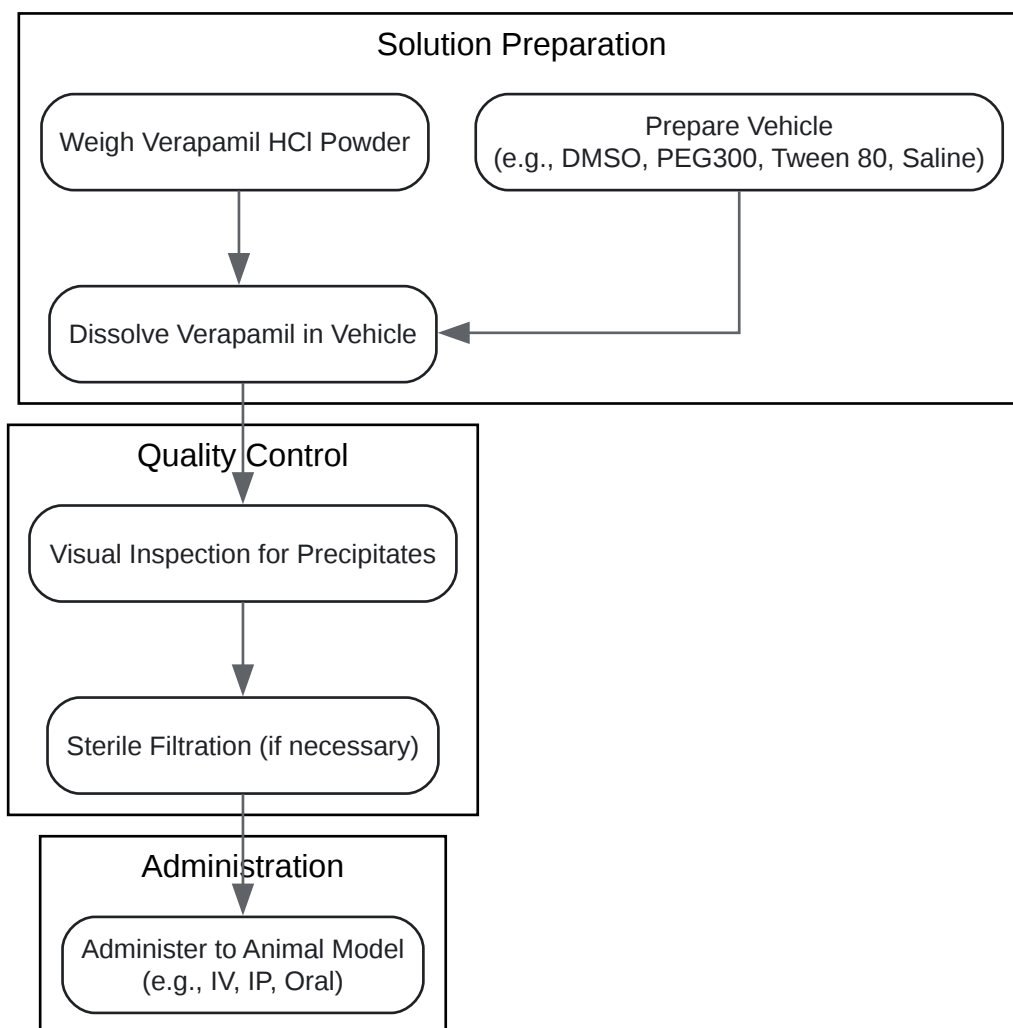 Solution Preparation
Weigh Verapamil HCl Powder
Prepare Vehicle
(e.g., DMSO, PEG300, Tween 80, Saline)
Dissolve Verapamil in Vehicle
Quality Control
Visual Inspection for Precipitates
Sterile Filtration (if necessary)
Administration
Administer to Animal Model
(e.g., IV, IP, Oral)